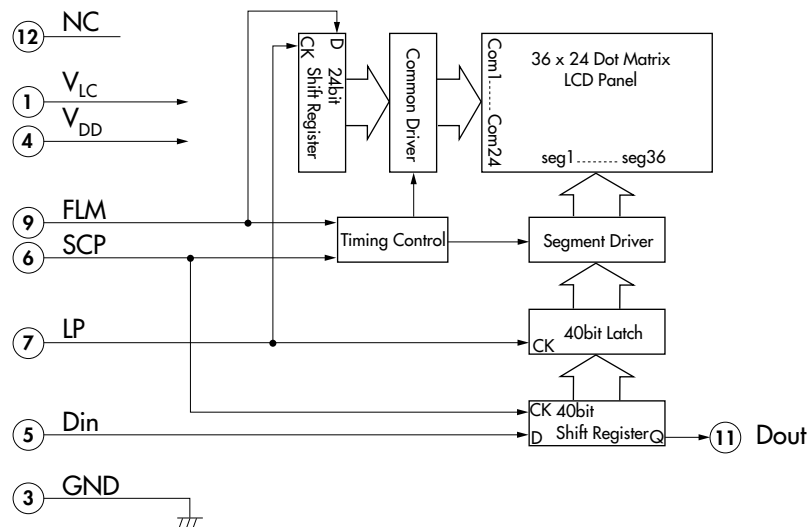 12 NC
1 VLC
4 VDD
9 FLM
6 SCP
7 LP
5 Din
3 GND
D
CK
24bit
Shift Register
Common Driver
Com1........Com24
36 x 24 Dot Matrix
LCD Panel
seg1........ seg36
Timing Control
Segment Driver
40bit Latch
CK
CK 40bit
D Shift Register Q
11 Dout